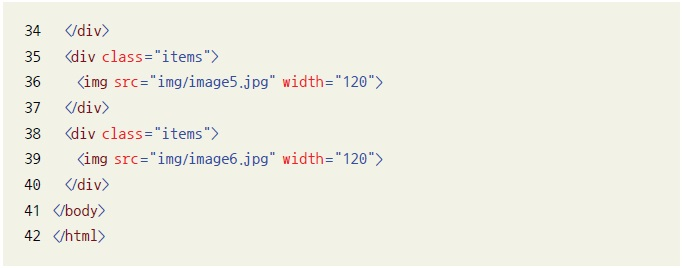 34 </div>
35 <div class="items">
36 <img src="img/image5.jpg" width="120">
37 </div>
38 <div class="items">
39 <img src="img/image6.jpg" width="120">
40 </div>
41 </body>
42 </html>